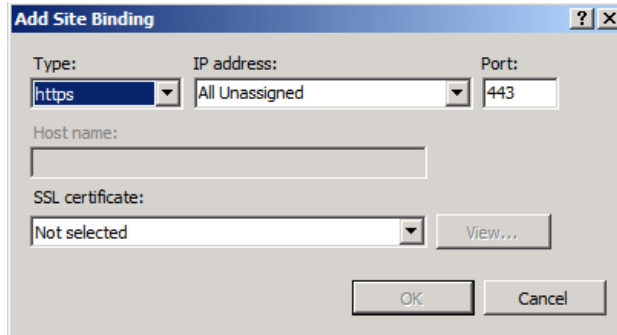 Add Site Binding
Type: IP address: Port:
https All Unassigned 443
Host name:
SSL certificate:
Not selected View...
OK Cancel